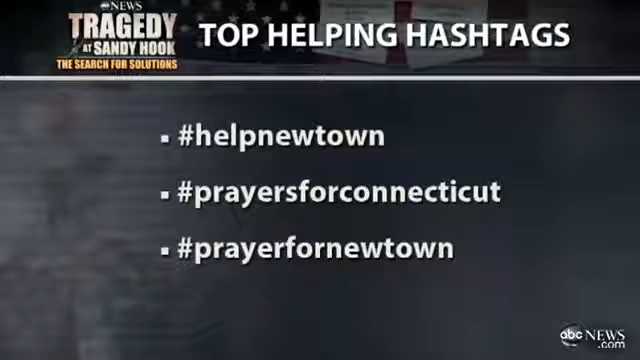 abc NEWS
TRAGEDY
AT SANDY HOOK
THE SEARCH FOR SOLUTIONS
TOP HELPING HASHTAGS
▪ #helpnewtown
▪ #prayersforconnecticut
▪ #prayerfornewtown
abc NEWS
.com